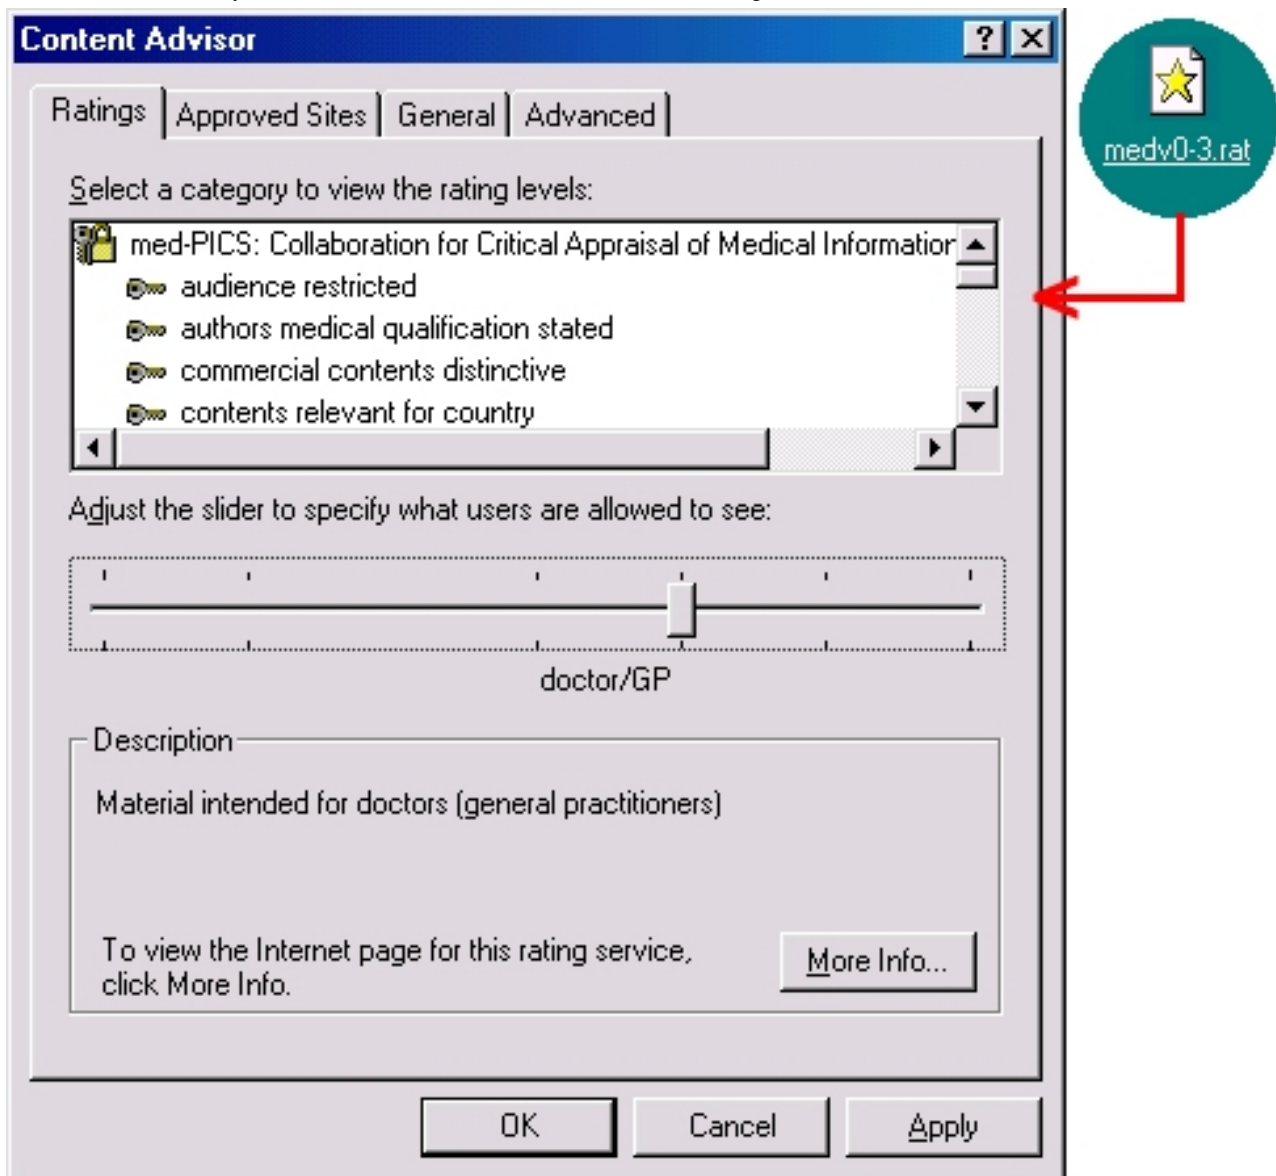 Content Advisor
medv0-3.rat
Ratings
Approved Sites
General
Advanced
Select a category to view the rating levels:
med-PICS: Collaboration for Critical Appraisal of Medical Information
audience restricted
authors medical qualification stated
commercial contents distinctive
contents relevant for country
Adjust the slider to specify what users are allowed to see:
doctor/GP
Description
Material intended for doctors (general practitioners)
To view the Internet page for this rating service,
click More Info.
More Info...
OK
Cancel
Apply